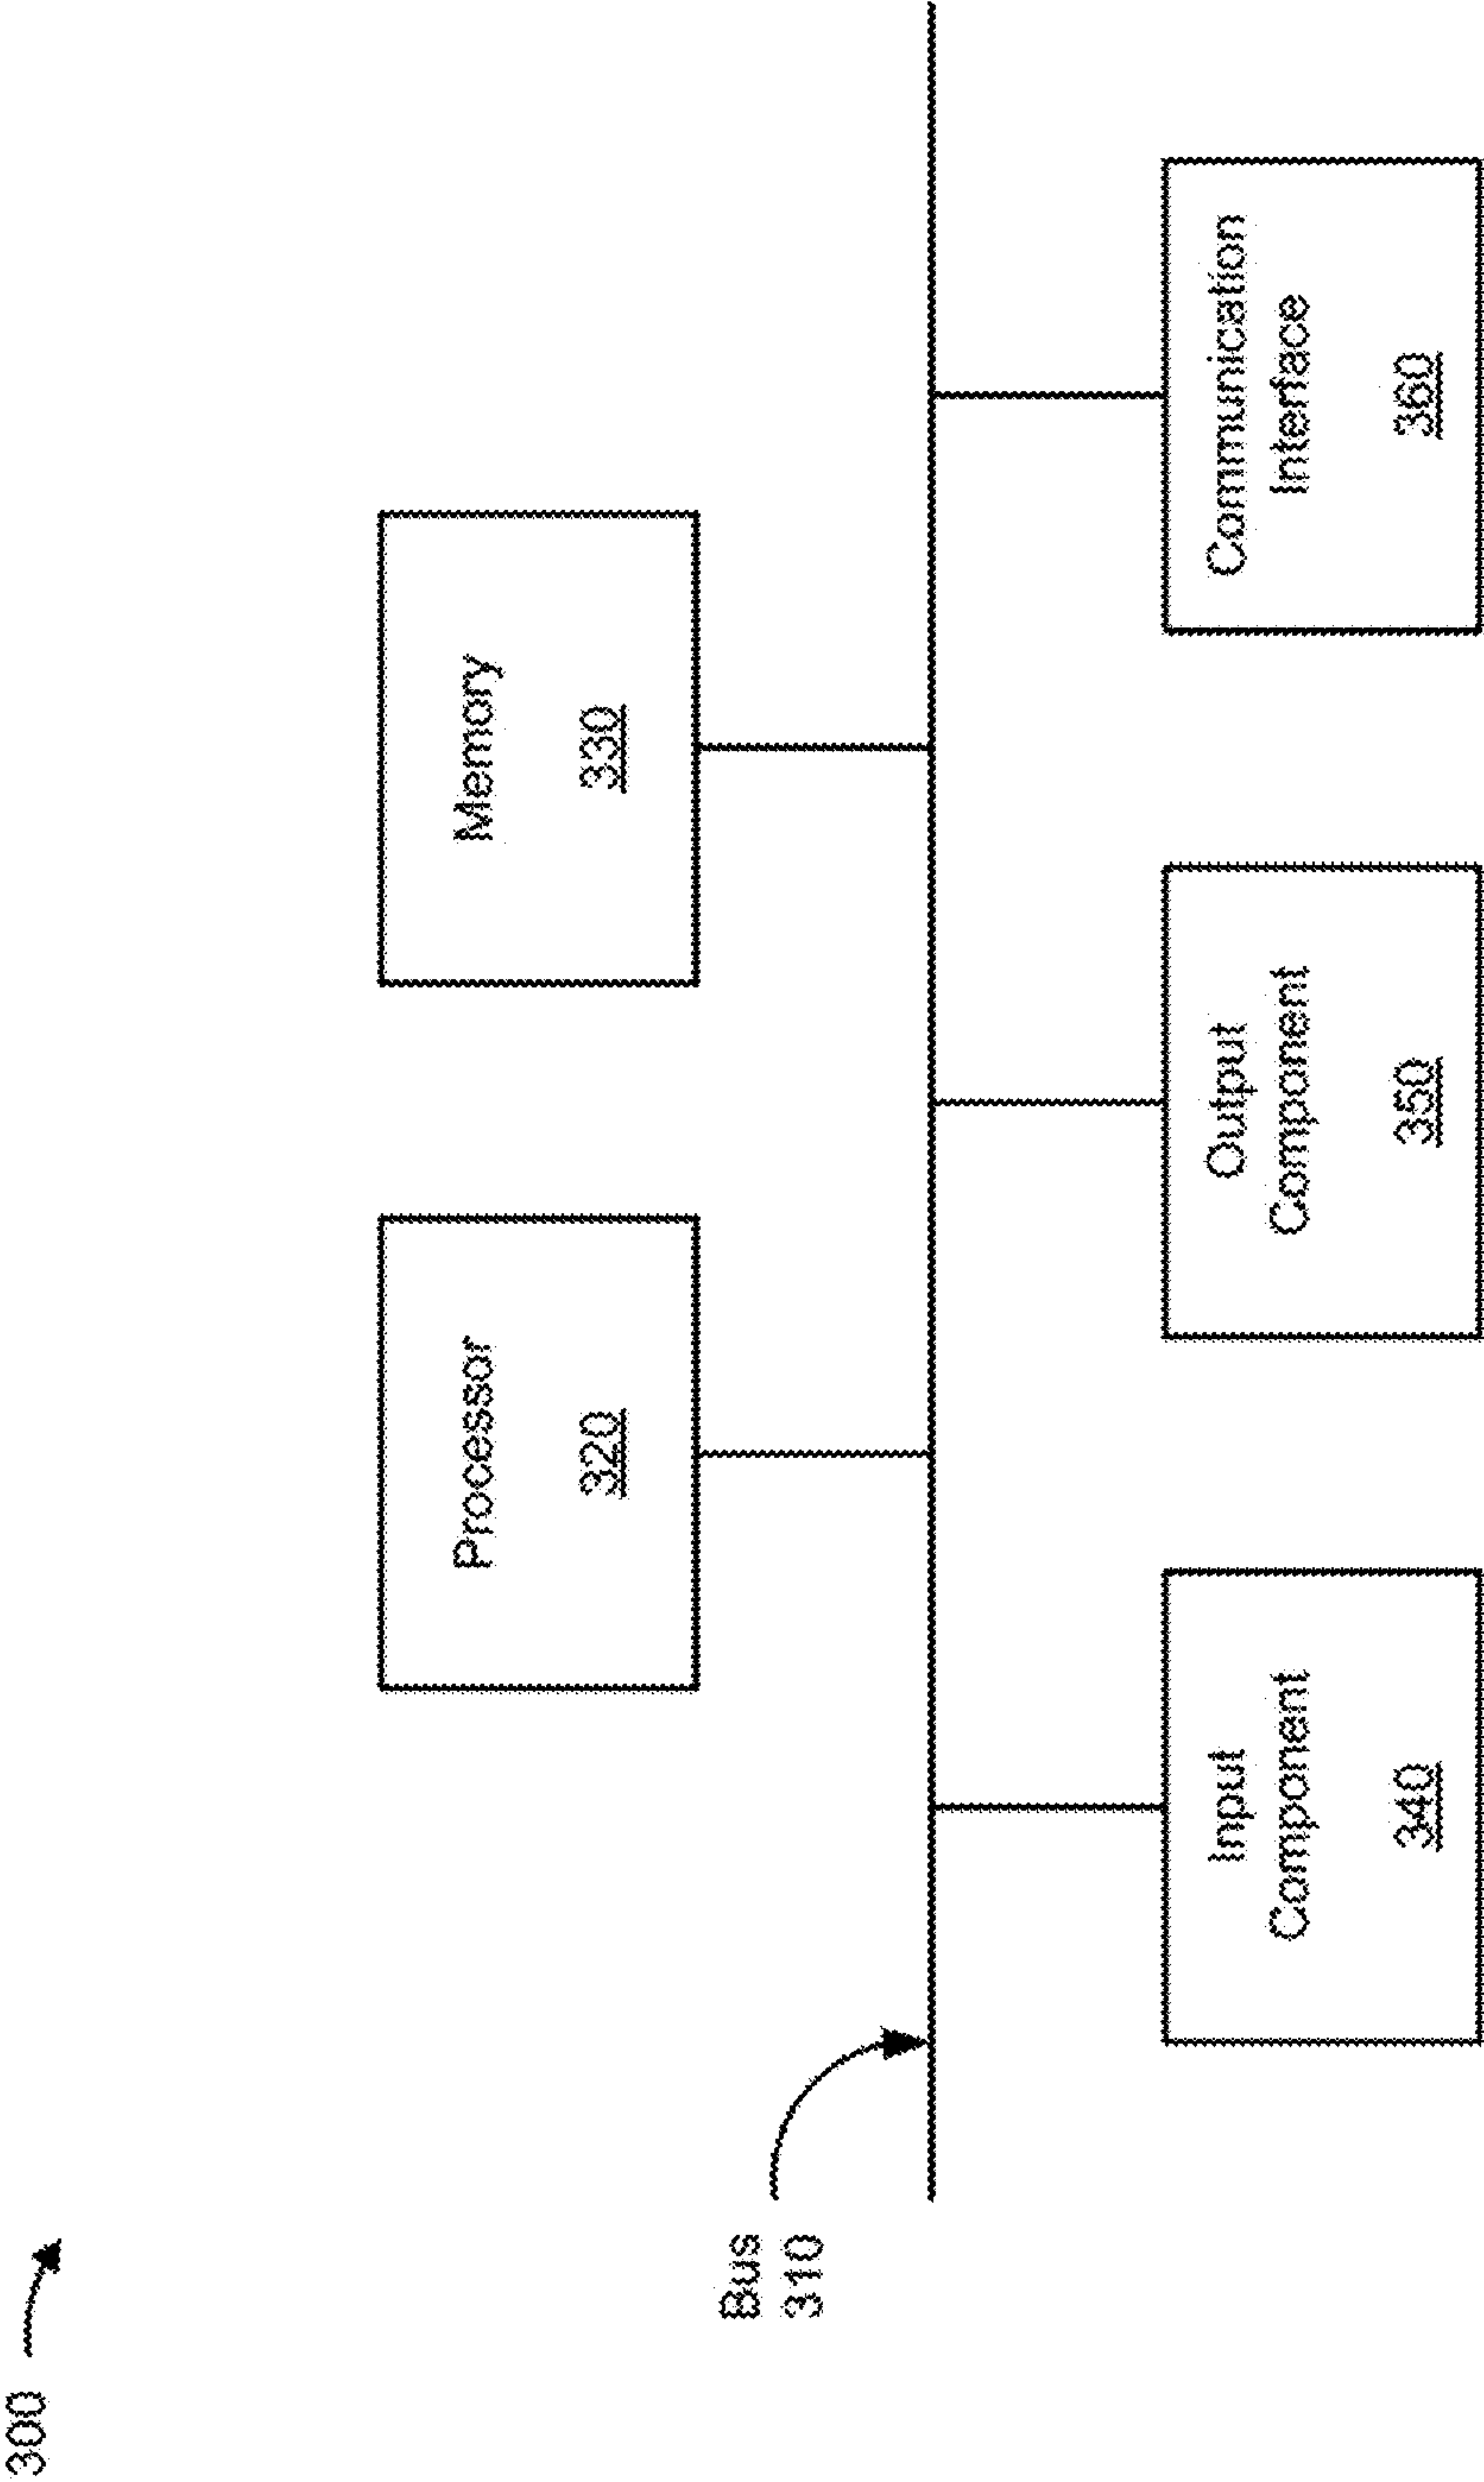 300
Bus
310
Processor
320
Memory
330
Input
Component
340
Output
Component
350
Communication
Interface
360